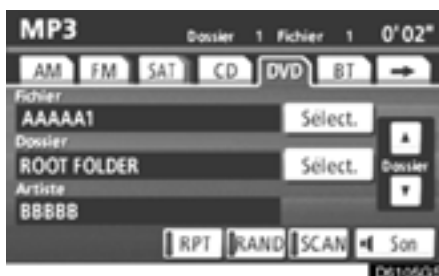 MP3 Dossier 1 Fichier 1 0'02"
AM FM SAT CD DVD BT
Fichier
AAAAA1 Sélect.
Dossier
ROOT FOLDER Sélect. Dossier
Artiste
BBBBB
RPT RAND SCAN Son